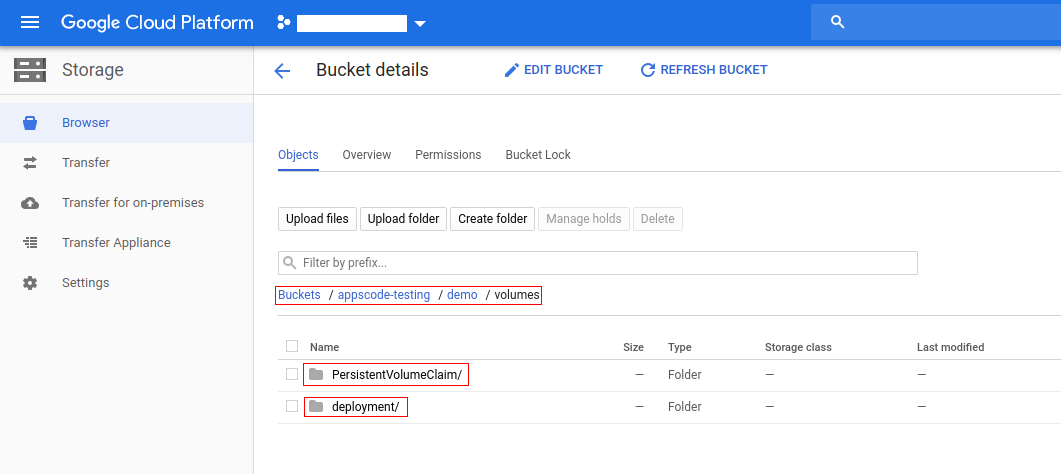 Google Cloud Platform
Storage
Bucket details
EDIT BUCKET
REFRESH BUCKET
Browser
Transfer
Transfer for on-premises
Transfer Appliance
Settings
Objects Overview Permissions Bucket Lock
Upload files Upload folder Create folder Manage holds Delete
Filter by prefix...
Buckets / appscode-testing / demo / volumes
Name Size Type Storage class Last modified
PersistentVolumeClaim/ — Folder — —
deployment/ — Folder — —